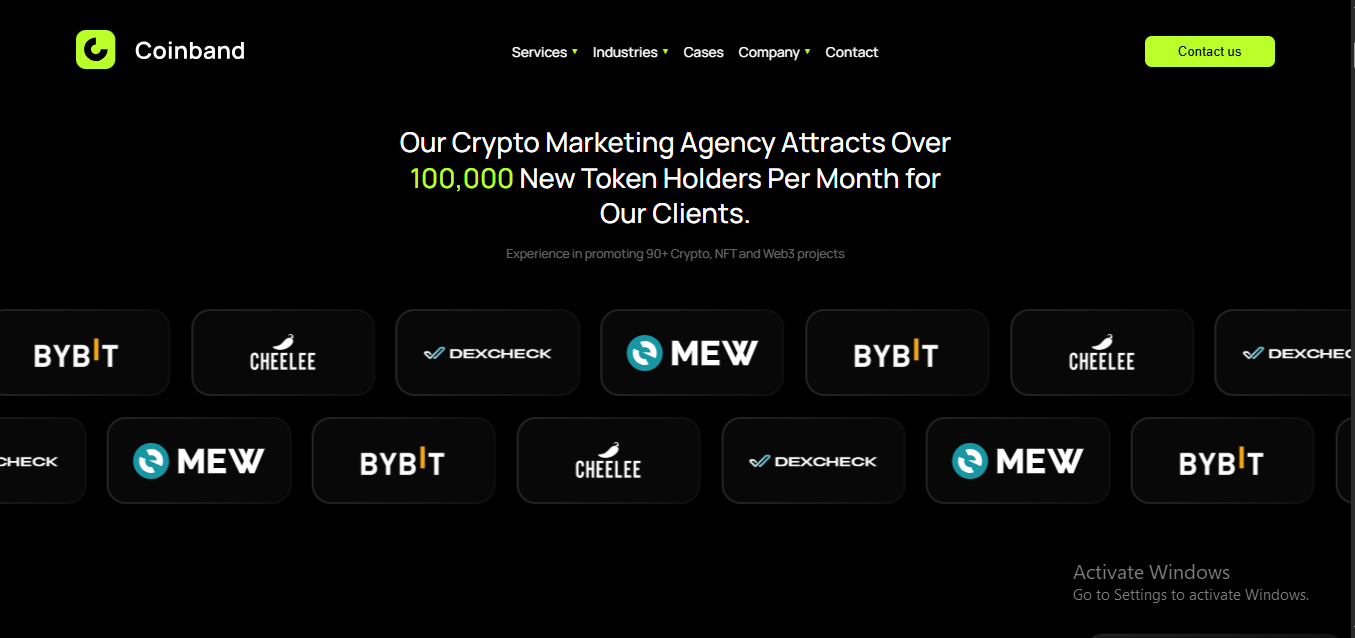 Coinband
Services ▼ Industries ▼ Cases Company ▼ Contact
Contact us
Our Crypto Marketing Agency Attracts Over
100,000 New Token Holders Per Month for
Our Clients.
Experience in promoting 90+ Crypto, NFT and Web3 projects
BYBIT CHEELEE DEXCHECK MEW BYBIT CHEELEE DEXCHEC
CHECK MEW BYBIT CHEELEE DEXCHECK MEW BYBIT
Activate Windows
Go to Settings to activate Windows.